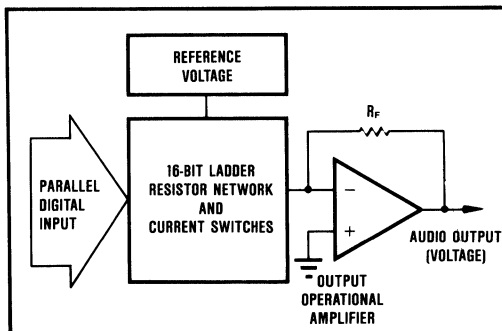 REFERENCE
VOLTAGE
R_F
PARALLEL
DIGITAL
INPUT
16-BIT LADDER
RESISTOR NETWORK
AND
CURRENT SWITCHES
−
+
AUDIO OUTPUT
(VOLTAGE)
OUTPUT
OPERATIONAL
AMPLIFIER